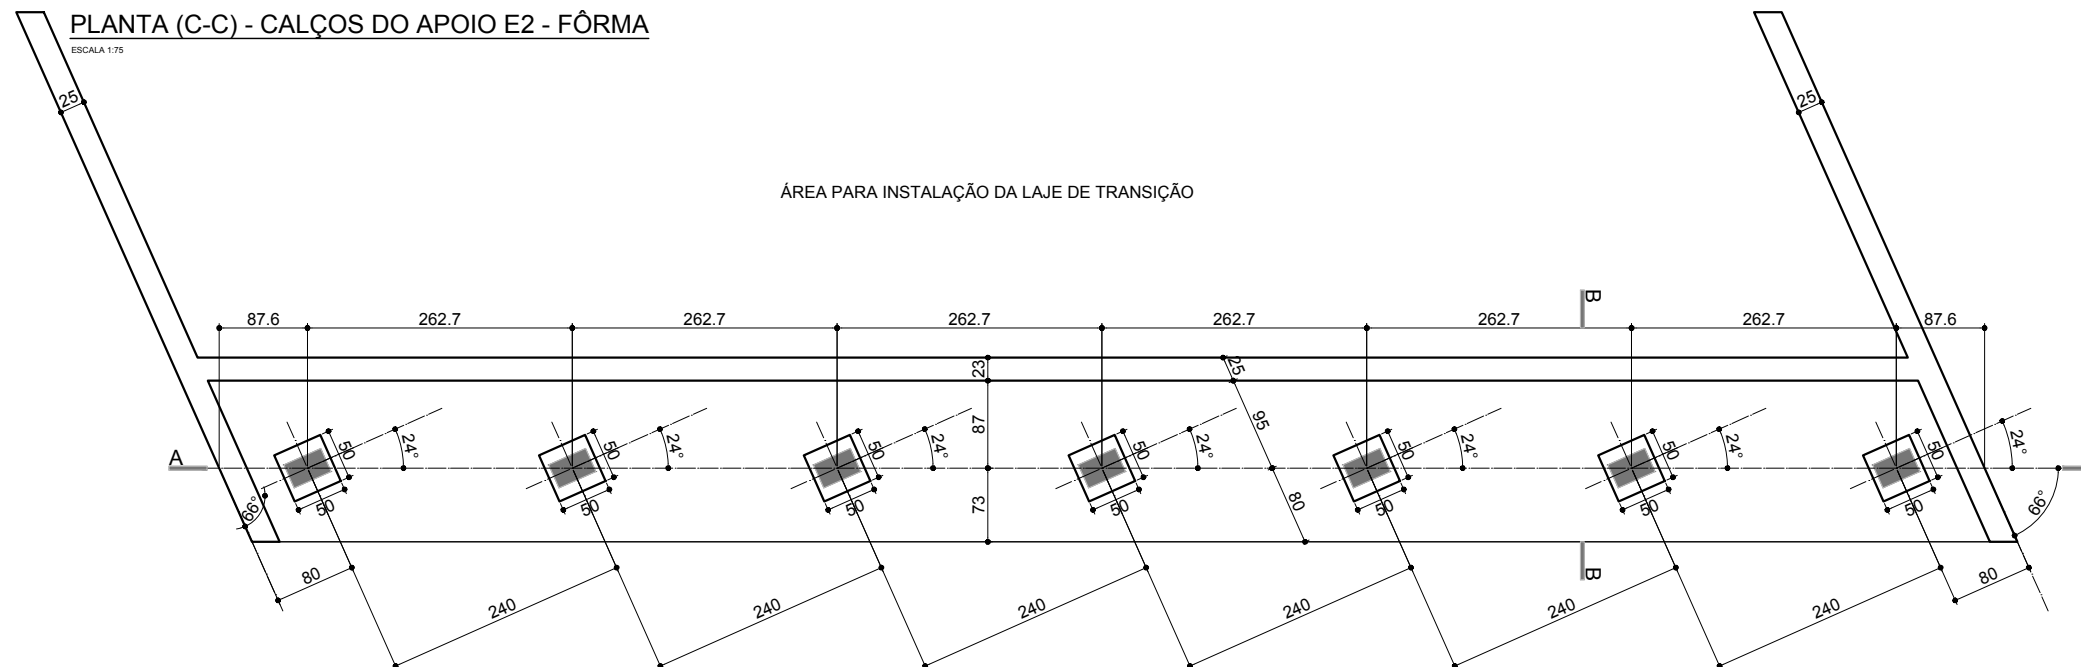 PLANTA (C-C) - CALÇOS DO APOIO E2 - FÔRMA
ESCALA 1:75
25
25
ÁREA PARA INSTALAÇÃO DA LAJE DE TRANSIÇÃO
B
87.6 262.7 262.7 262.7 262.7 262.7 262.7 87.6
23
25
87
95
24° 24° 24° 24° 24° 24° 24°
50 50 50 50 50 50 50
A
50 50 50 50 50 50 50
73
80
66°
66°
B
80 80
240 240 240 240 240 240